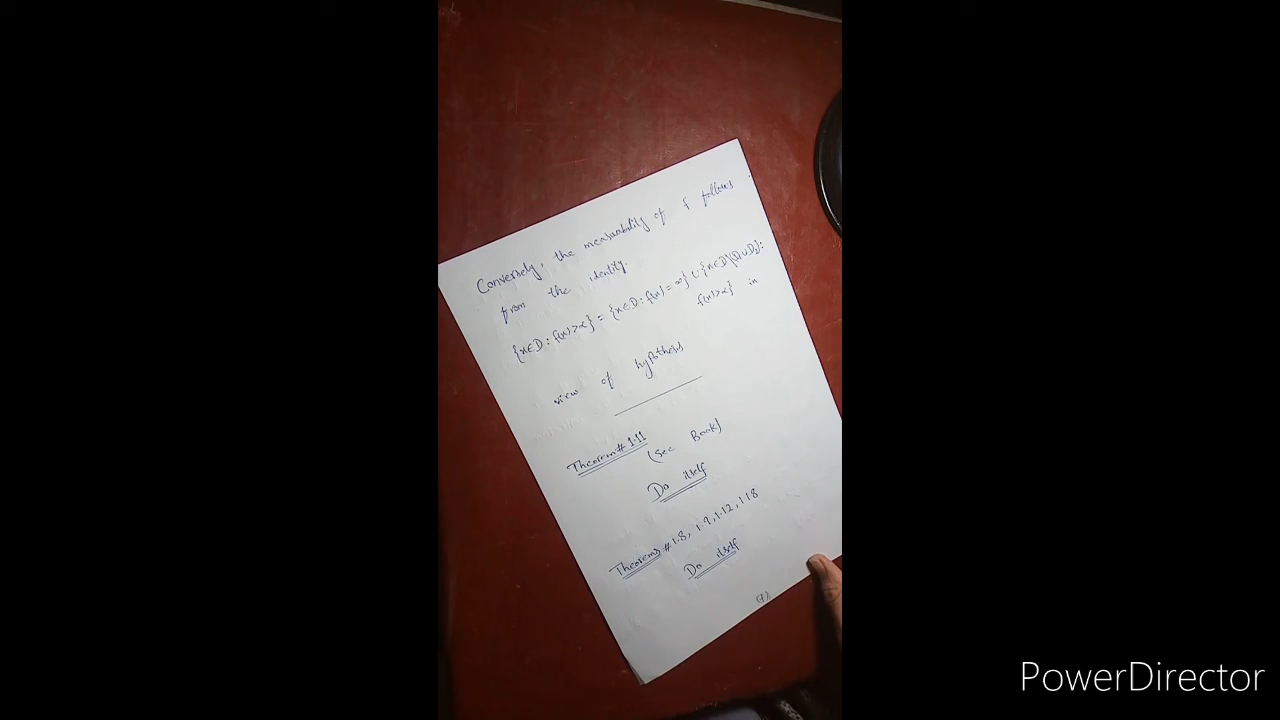 Conversely, the measurability of f follows
from the identity.
{x∈D : f(x)>α} = {x∈D : f(x) = ∞} ∪ {x∈D\(D₁∪D₂):
f(x)>α} in
view of hypothesis
Theorem# 1.11
(See Book)
Do itself
Theorems # 1.8, 1.9, 1.12, 1.18
Do itself
PowerDirector